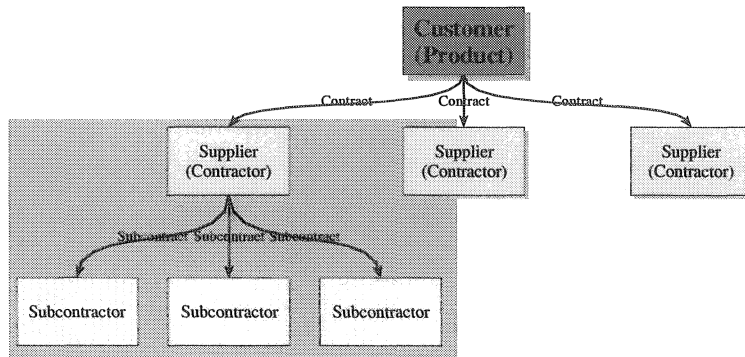 Customer
(Product)
Contract Contract Contract
Supplier
(Contractor)
Supplier
(Contractor)
Supplier
(Contractor)
Subcontract Subcontract Subcontract
Subcontractor
Subcontractor
Subcontractor